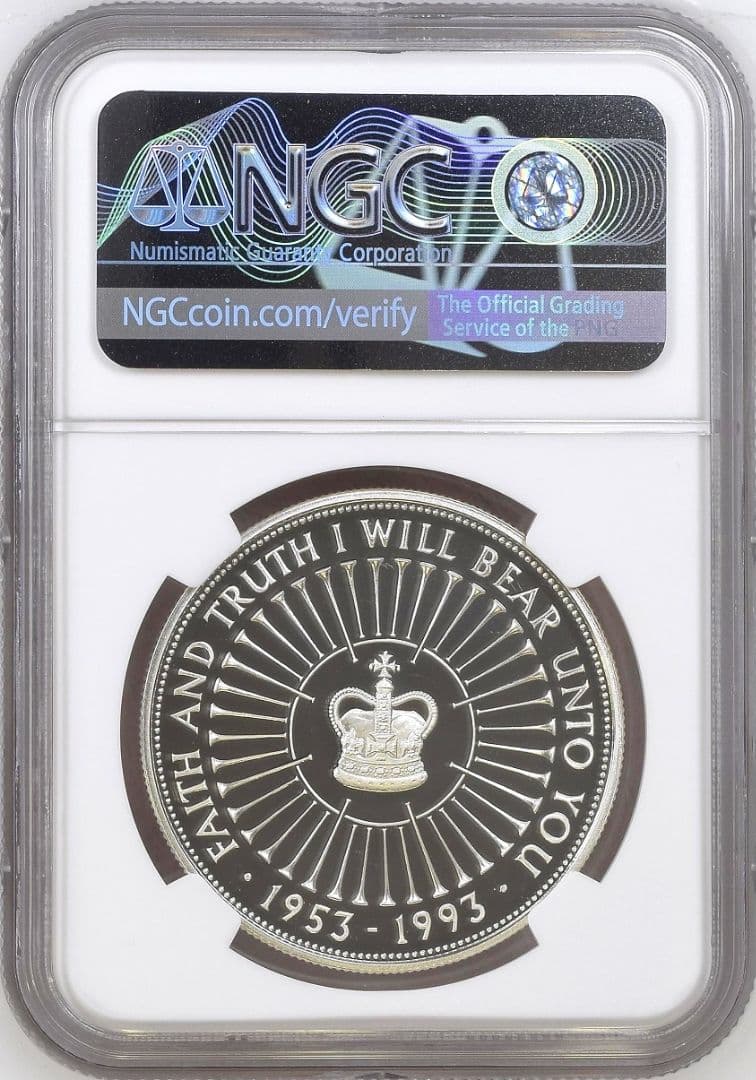 NGC
Numismatic Guaranty Corporation
NGCcoin.com/verify
The Official Grading
Service of the PNG
FAITH AND TRUTH I WILL BEAR UNTO YOU
· 1953 - 1993 ·